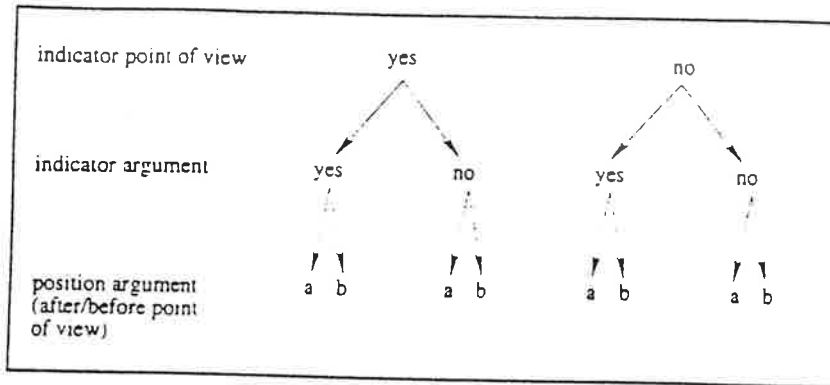 indicator point of view yes no
indicator argument yes no yes no
position argument a b a b a b a b
(after/before point
of view)